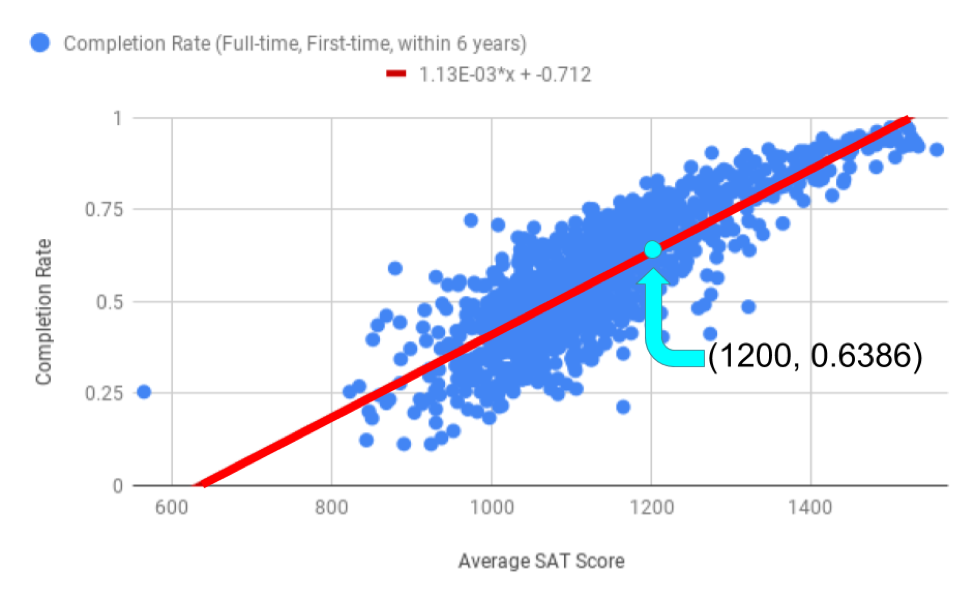 Completion Rate (Full-time, First-time, within 6 years)
1.13E-03*x + -0.712
1
0.75
0.5
0.25
0
Completion Rate
(1200, 0.6386)
600 800 1000 1200 1400
Average SAT Score